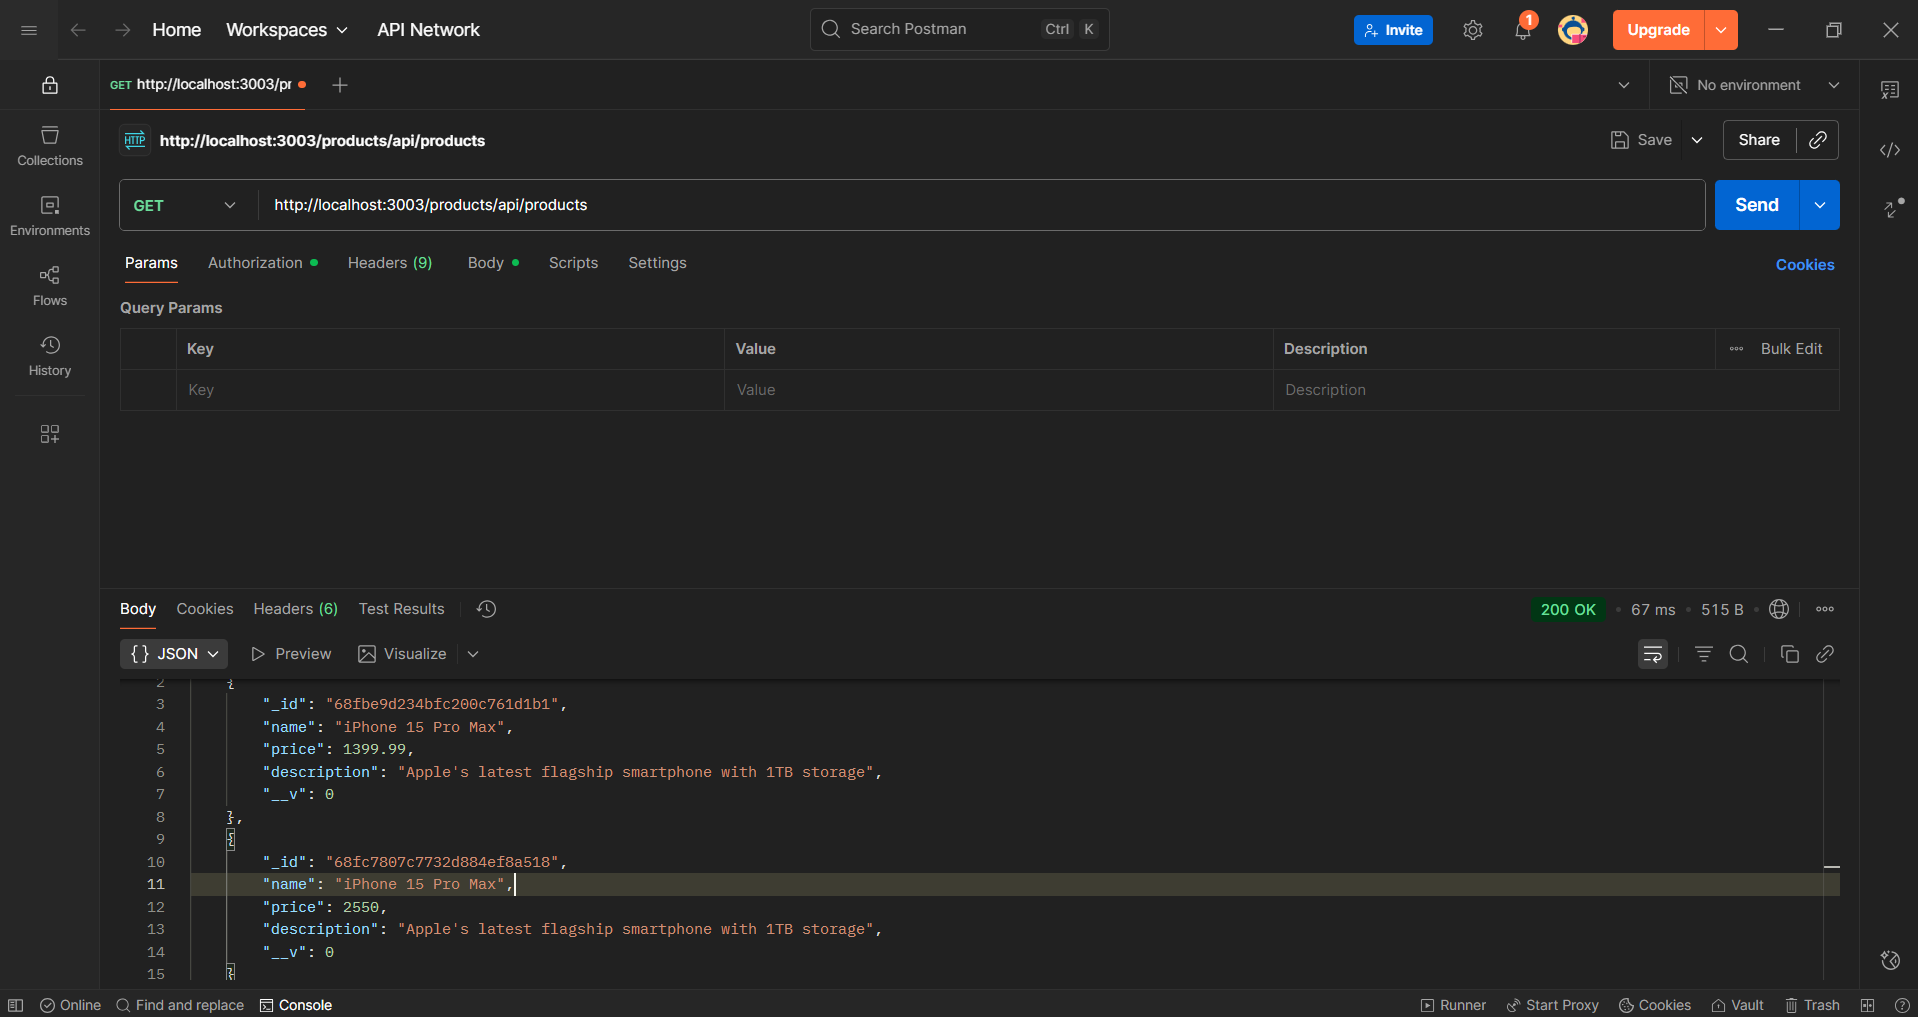 Home Workspaces API Network Search Postman Ctrl K Invite 1 Upgrade
GET http://localhost:3003/pr No environment
HTTP http://localhost:3003/products/api/products Save Share
GET http://localhost:3003/products/api/products Send
Collections
Environments
Flows
History
Params Authorization Headers (9) Body Scripts Settings Cookies
Query Params
Key Value Description Bulk Edit
Key Value Description
Body Cookies Headers (6) Test Results 200 OK 67 ms 515 B
{} JSON Preview Visualize
2 {
3 "_id": "68fbe9d234bfc200c761d1b1",
4 "name": "iPhone 15 Pro Max",
5 "price": 1399.99,
6 "description": "Apple's latest flagship smartphone with 1TB storage",
7 "__v": 0
8 },
9 {
10 "_id": "68fc7807c7732d884ef8a518",
11 "name": "iPhone 15 Pro Max",
12 "price": 2550,
13 "description": "Apple's latest flagship smartphone with 1TB storage",
14 "__v": 0
15 }
Online Find and replace Console Runner Start Proxy Cookies Vault Trash